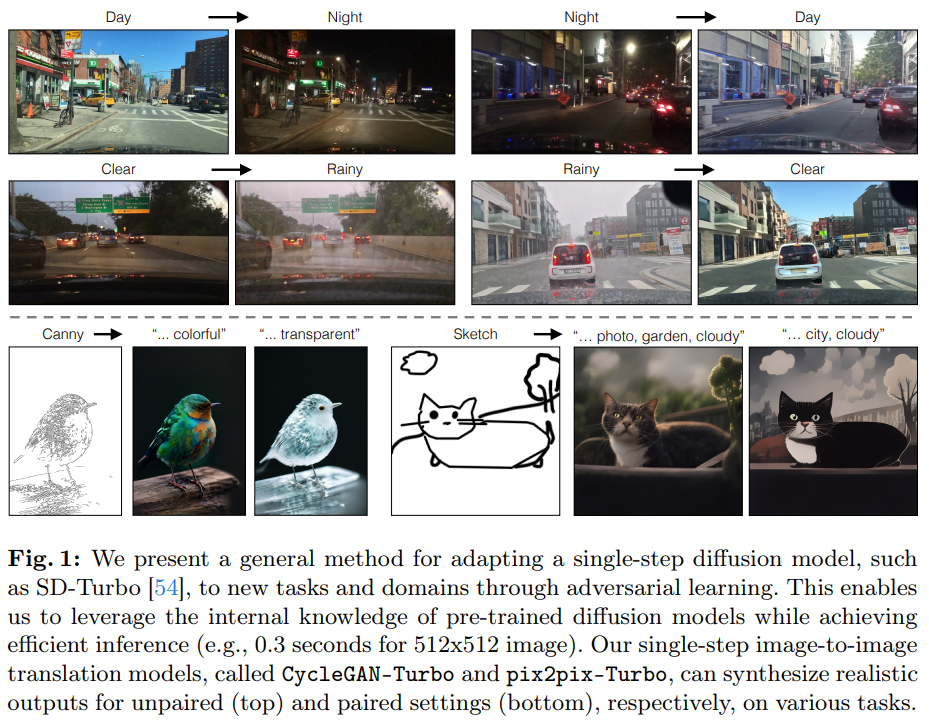 Day → Night
Night → Day
Clear → Rainy
Rainy → Clear
Canny → "... colorful" "... transparent"
Sketch → "... photo, garden, cloudy" "... city, cloudy"
Fig. 1: We present a general method for adapting a single-step diffusion model, such
as SD-Turbo [54], to new tasks and domains through adversarial learning. This enables
us to leverage the internal knowledge of pre-trained diffusion models while achieving
efficient inference (e.g., 0.3 seconds for 512x512 image). Our single-step image-to-image
translation models, called CycleGAN-Turbo and pix2pix-Turbo, can synthesize realistic
outputs for unpaired (top) and paired settings (bottom), respectively, on various tasks.